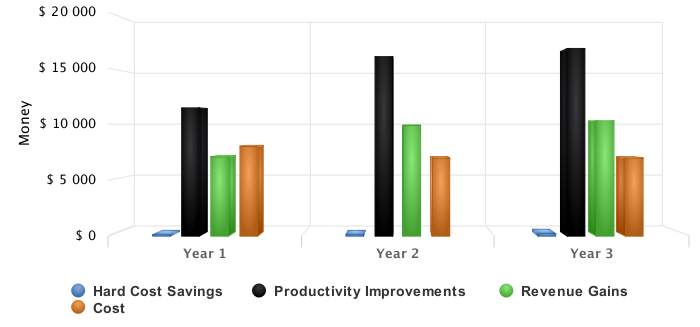 $ 20 000
$ 15 000
$ 10 000
$ 5 000
$ 0
Money
Year 1 Year 2 Year 3
Hard Cost Savings Productivity Improvements Revenue Gains
Cost